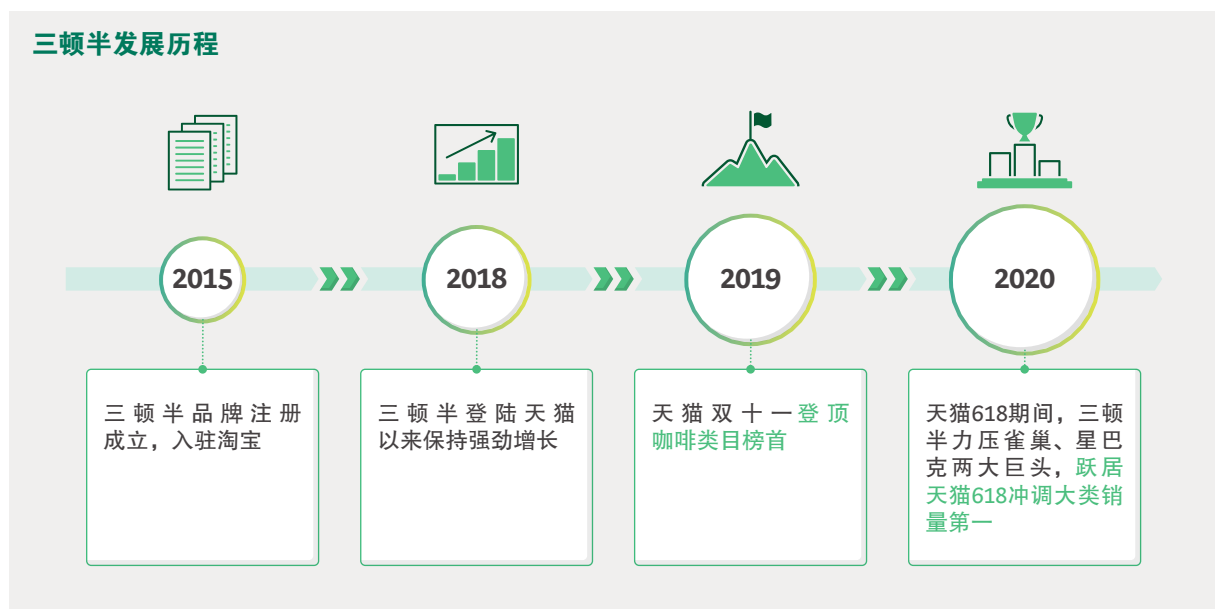 三顿半发展历程
2015
2018
2019
2020
三顿半品牌注册
成立，入驻淘宝
三顿半登陆天猫
以来保持强劲增长
天猫双十一登顶
咖啡类目榜首
天猫618期间，三顿
半力压雀巢、星巴
克两大巨头，跃居
天猫618冲调大类销
量第一